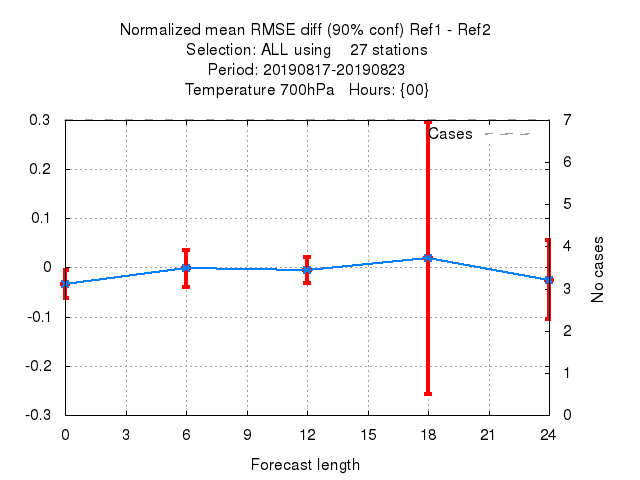 Normalized mean RMSE diff (90% conf) Ref1 - Ref2
Selection: ALL using    27 stations
Period: 20190817-20190823
Temperature 700hPa   Hours: {00}
Cases
0.3
0.2
0.1
0
-0.1
-0.2
-0.3
7
6
5
4
3
2
1
0
No cases
0 3 6 9 12 15 18 21 24
Forecast length